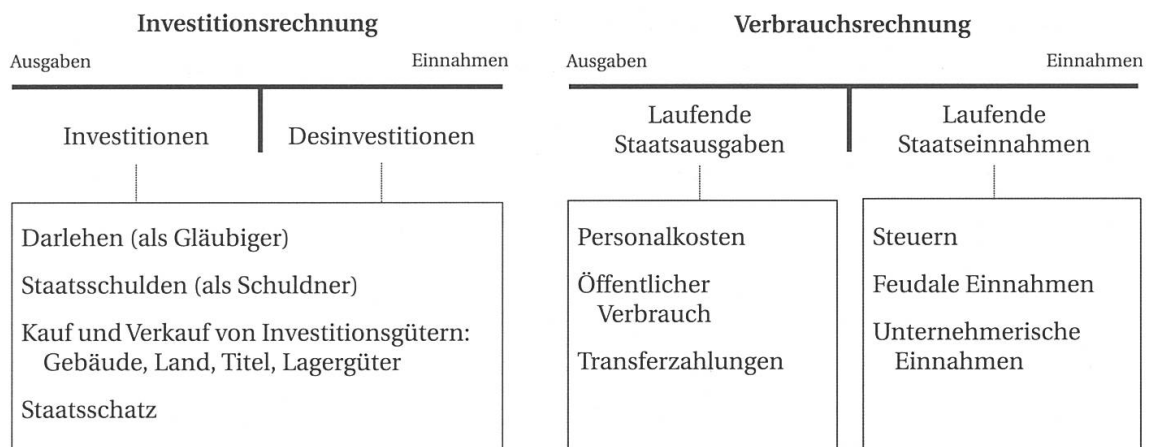 Investitionsrechnung
Ausgaben
Einnahmen
Investitionen
Desinvestitionen
Darlehen (als Gläubiger)
Staatsschulden (als Schuldner)
Kauf und Verkauf von Investitionsgütern:
Gebäude, Land, Titel, Lagergüter
Staatsschatz
Verbrauchsrechnung
Ausgaben
Einnahmen
Laufende
Staatsausgaben
Laufende
Staatseinnahmen
Personalkosten
Öffentlicher
Verbrauch
Transferzahlungen
Steuern
Feudale Einnahmen
Unternehmerische
Einnahmen